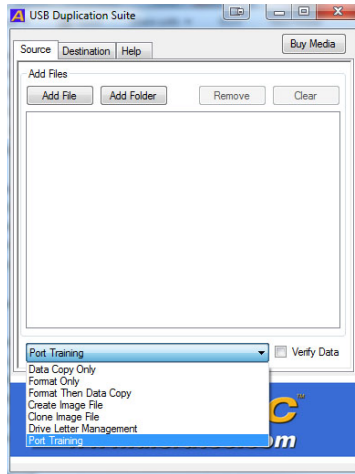 USB Duplication Suite
Source Destination Help Buy Media
Add Files
Add File Add Folder Remove Clear
Port Training Verify Data
Data Copy Only
Format Only
Format Then Data Copy
Create Image File
Clone Image File
Drive Letter Management
Port Training